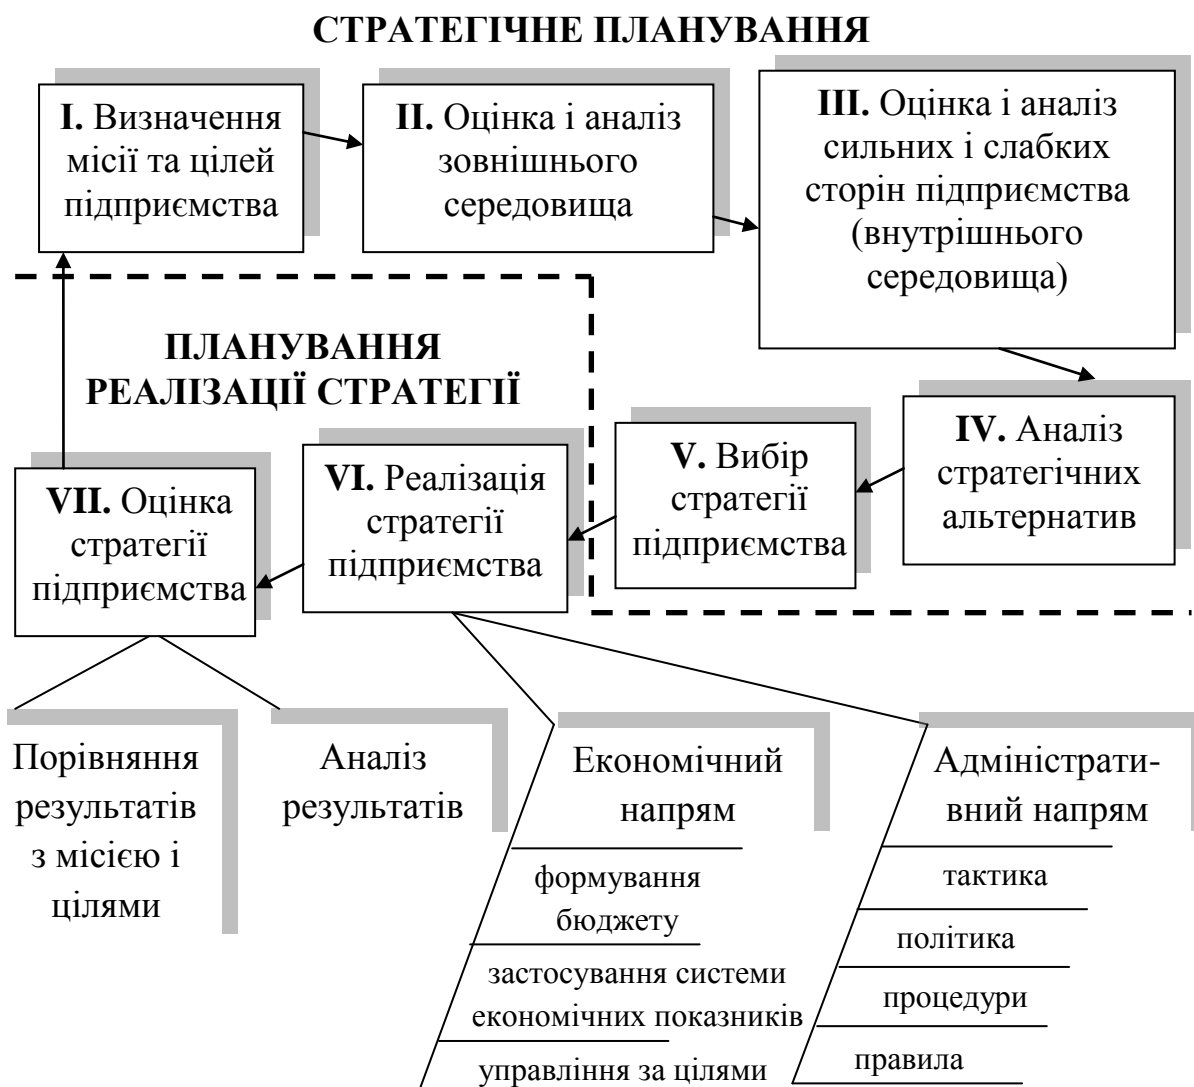 СТРАТЕГІЧНЕ ПЛАНУВАННЯ
І. Визначення
місії та цілей
підприємства
ІІ. Оцінка і аналіз
зовнішнього
середовища
ІІІ. Оцінка і аналіз
сильних і слабких
сторін підприємства
(внутрішнього
середовища)
ПЛАНУВАННЯ
РЕАЛІЗАЦІЇ СТРАТЕГІЇ
IV. Аналіз
стратегічних
альтернатив
V. Вибір
стратегії
підприємства
VI. Реалізація
стратегії
підприємства
VII. Оцінка
стратегії
підприємства
Порівняння
результатів
з місією і
цілями
Аналіз
результатів
Економічний
напрям
формування
бюджету
застосування системи
економічних показників
управління за цілями
Адміністрати-
вний напрям
тактика
політика
процедури
правила